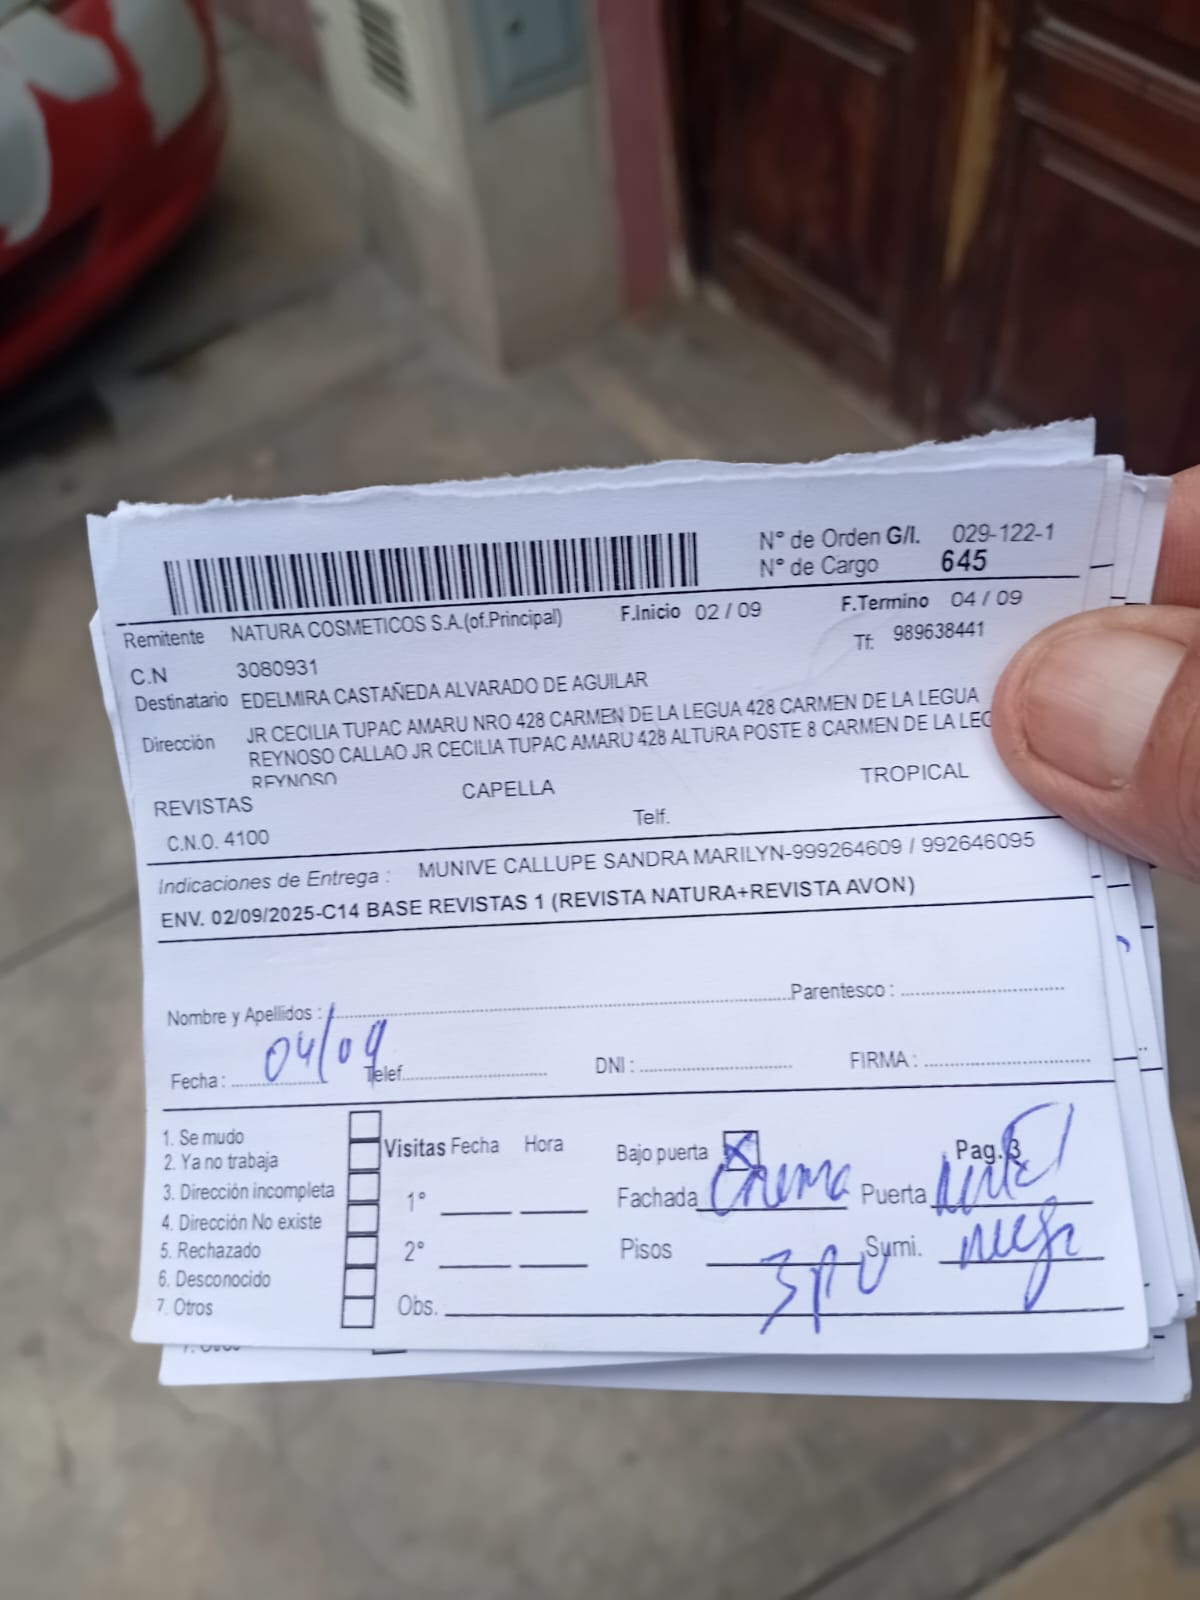 N° de Orden G/I. 029-122-1
N° de Cargo 645
Remitente NATURA COSMETICOS S.A.(of.Principal) F.Inicio 02 / 09 F.Termino 04 / 09
C.N 3080931 Tf: 989638441
Destinatario EDELMIRA CASTAÑEDA ALVARADO DE AGUILAR
Dirección JR CECILIA TUPAC AMARU NRO 428 CARMEN DE LA LEGUA 428 CARMEN DE LA LEGUA
REYNOSO CALLAO JR CECILIA TUPAC AMARU 428 ALTURA POSTE 8 CARMEN DE LA LEG
REYNOSO
REVISTAS CAPELLA TROPICAL
C.N.O. 4100 Telf.
Indicaciones de Entrega : MUNIVE CALLUPE SANDRA MARILYN-999264609 / 992646095
ENV. 02/09/2025-C14 BASE REVISTAS 1 (REVISTA NATURA+REVISTA AVON)
Nombre y Apellidos : Parentesco :
Fecha : 04/09 Telef. DNI : FIRMA :
1. Se mudo
2. Ya no trabaja
3. Dirección incompleta
4. Dirección No existe
5. Rechazado
6. Desconocido
7. Otros
Visitas Fecha Hora
1°
2°
Bajo puerta X Pag. 3
Fachada Crema Puerta
Pisos 3 Sumi.
Obs.